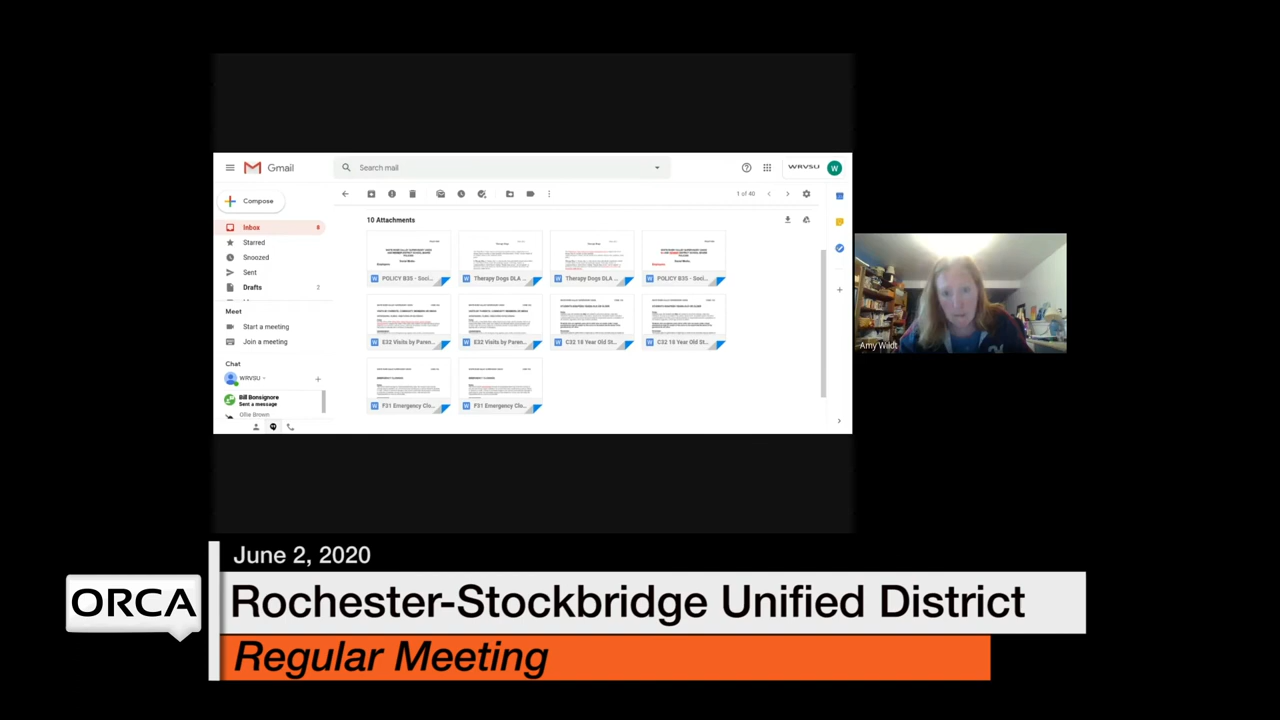 Gmail
Search mail
WRVSU
W
Compose
1 of 40
Inbox
8
10 Attachments
Starred
Snoozed
Sent
Drafts
2
W POLICY B35 - Soci...
W Therapy Dogs DLA ...
W Therapy Dogs DLA ...
W POLICY B35 - Soci...
Meet
Start a meeting
Join a meeting
W E32 Visits by Paren...
W E32 Visits by Paren...
W C32 18 Year Old St...
W C32 18 Year Old St...
Chat
WRVSU
Bill Bonsignore
Sent a message
Ollie Brown
W F31 Emergency Clo...
W F31 Emergency Clo...
Amy Wildt
June 2, 2020
ORCA
Rochester-Stockbridge Unified District
Regular Meeting